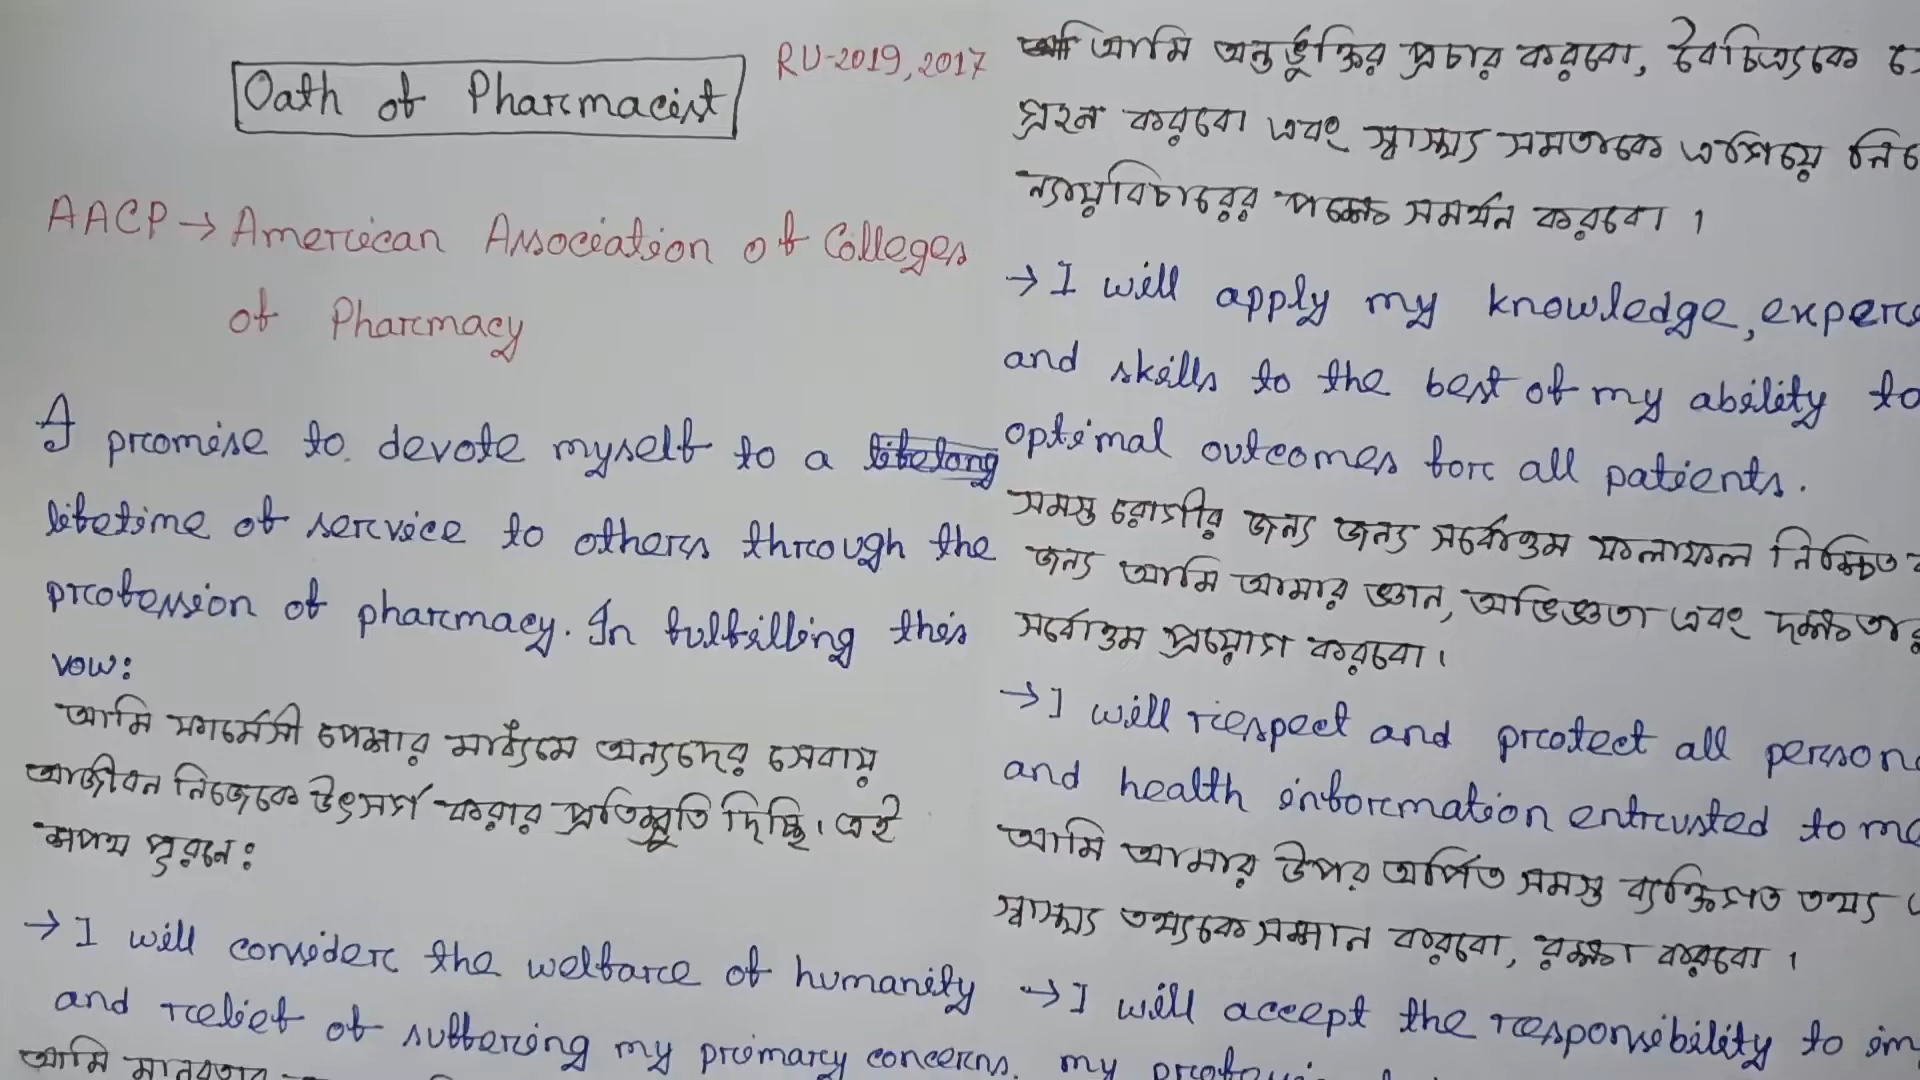 Oath of Pharmacist
RU-2019, 2017
AACP → American Association of Colleges
of Pharmacy
I promise to devote myself to a
lifetime of service to others through the
profession of pharmacy. In fulfilling this
vow:
আমি ফার্মেসী পেশার মাধ্যমে অন্যদের সেবায়
আজীবন নিজেকে উৎসর্গ করার প্রতিশ্রুতি দিচ্ছি। এই
শপথ পুরনে:
→ I will consider the welfare of humanity
and relief of suffering my primary concerns.
আমি মানবতার
আমি অন্তর্ভুক্তির প্রচার করবো, বৈচিত্র্যকে
গ্রহন করবো এবং স্বাস্থ্য সমতাকে এগিয়ে
ন্যায়বিচারের পক্ষে সমর্থন করবো।
→ I will apply my knowledge,
and skills to the best of my ability to
optimal outcomes for all patients.
সমস্ত রোগীর জন্য জন্য সর্বোত্তম ফলাফল নিশ্চিত
জন্য আমি আমার জ্ঞান, অভিজ্ঞতা এবং দক্ষতার
সর্বোত্তম প্রয়োগ করবো।
→ I will respect and protect all
and health information entrusted to me
আমি আমার উপর অর্পিত সমস্ত ব্যক্তিগত তথ্য
স্বাস্থ্য তথ্যকে সম্মান করবো, রক্ষা করবো।
→ I will accept the responsibility to
my